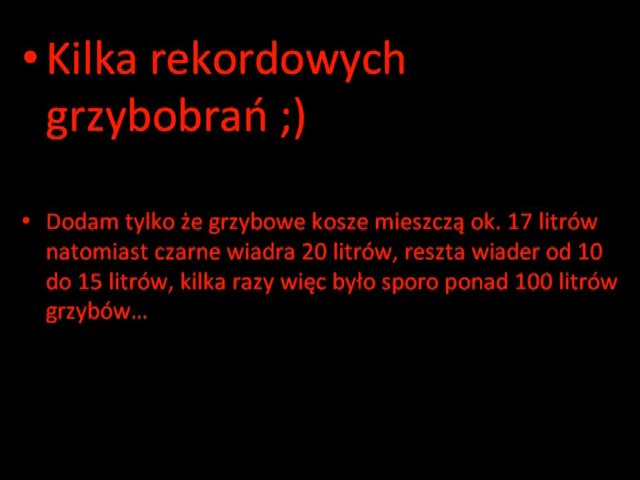 • Kilka rekordowych
grzybobrań ;)
• Dodam tylko że grzybowe kosze mieszczą ok. 17 litrów
natomiast czarne wiadra 20 litrów, reszta wiader od 10
do 15 litrów, kilka razy więc było sporo ponad 100 litrów
grzybów...